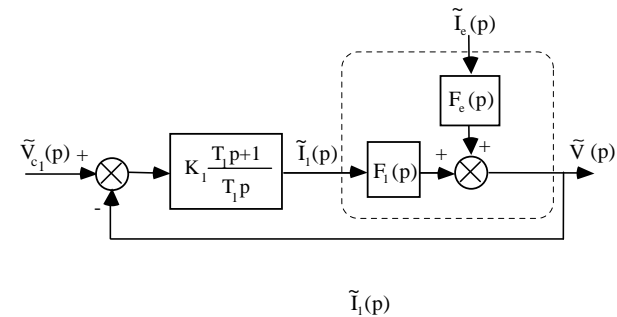 Ĩₑ(p)
Fₑ(p)
Ṽc₁(p) +
K₁ T₁p+1 / T₁p
Ĩ₁(p)
F₁(p)
+
+
Ṽ (p)
-
Ĩ₁(p)